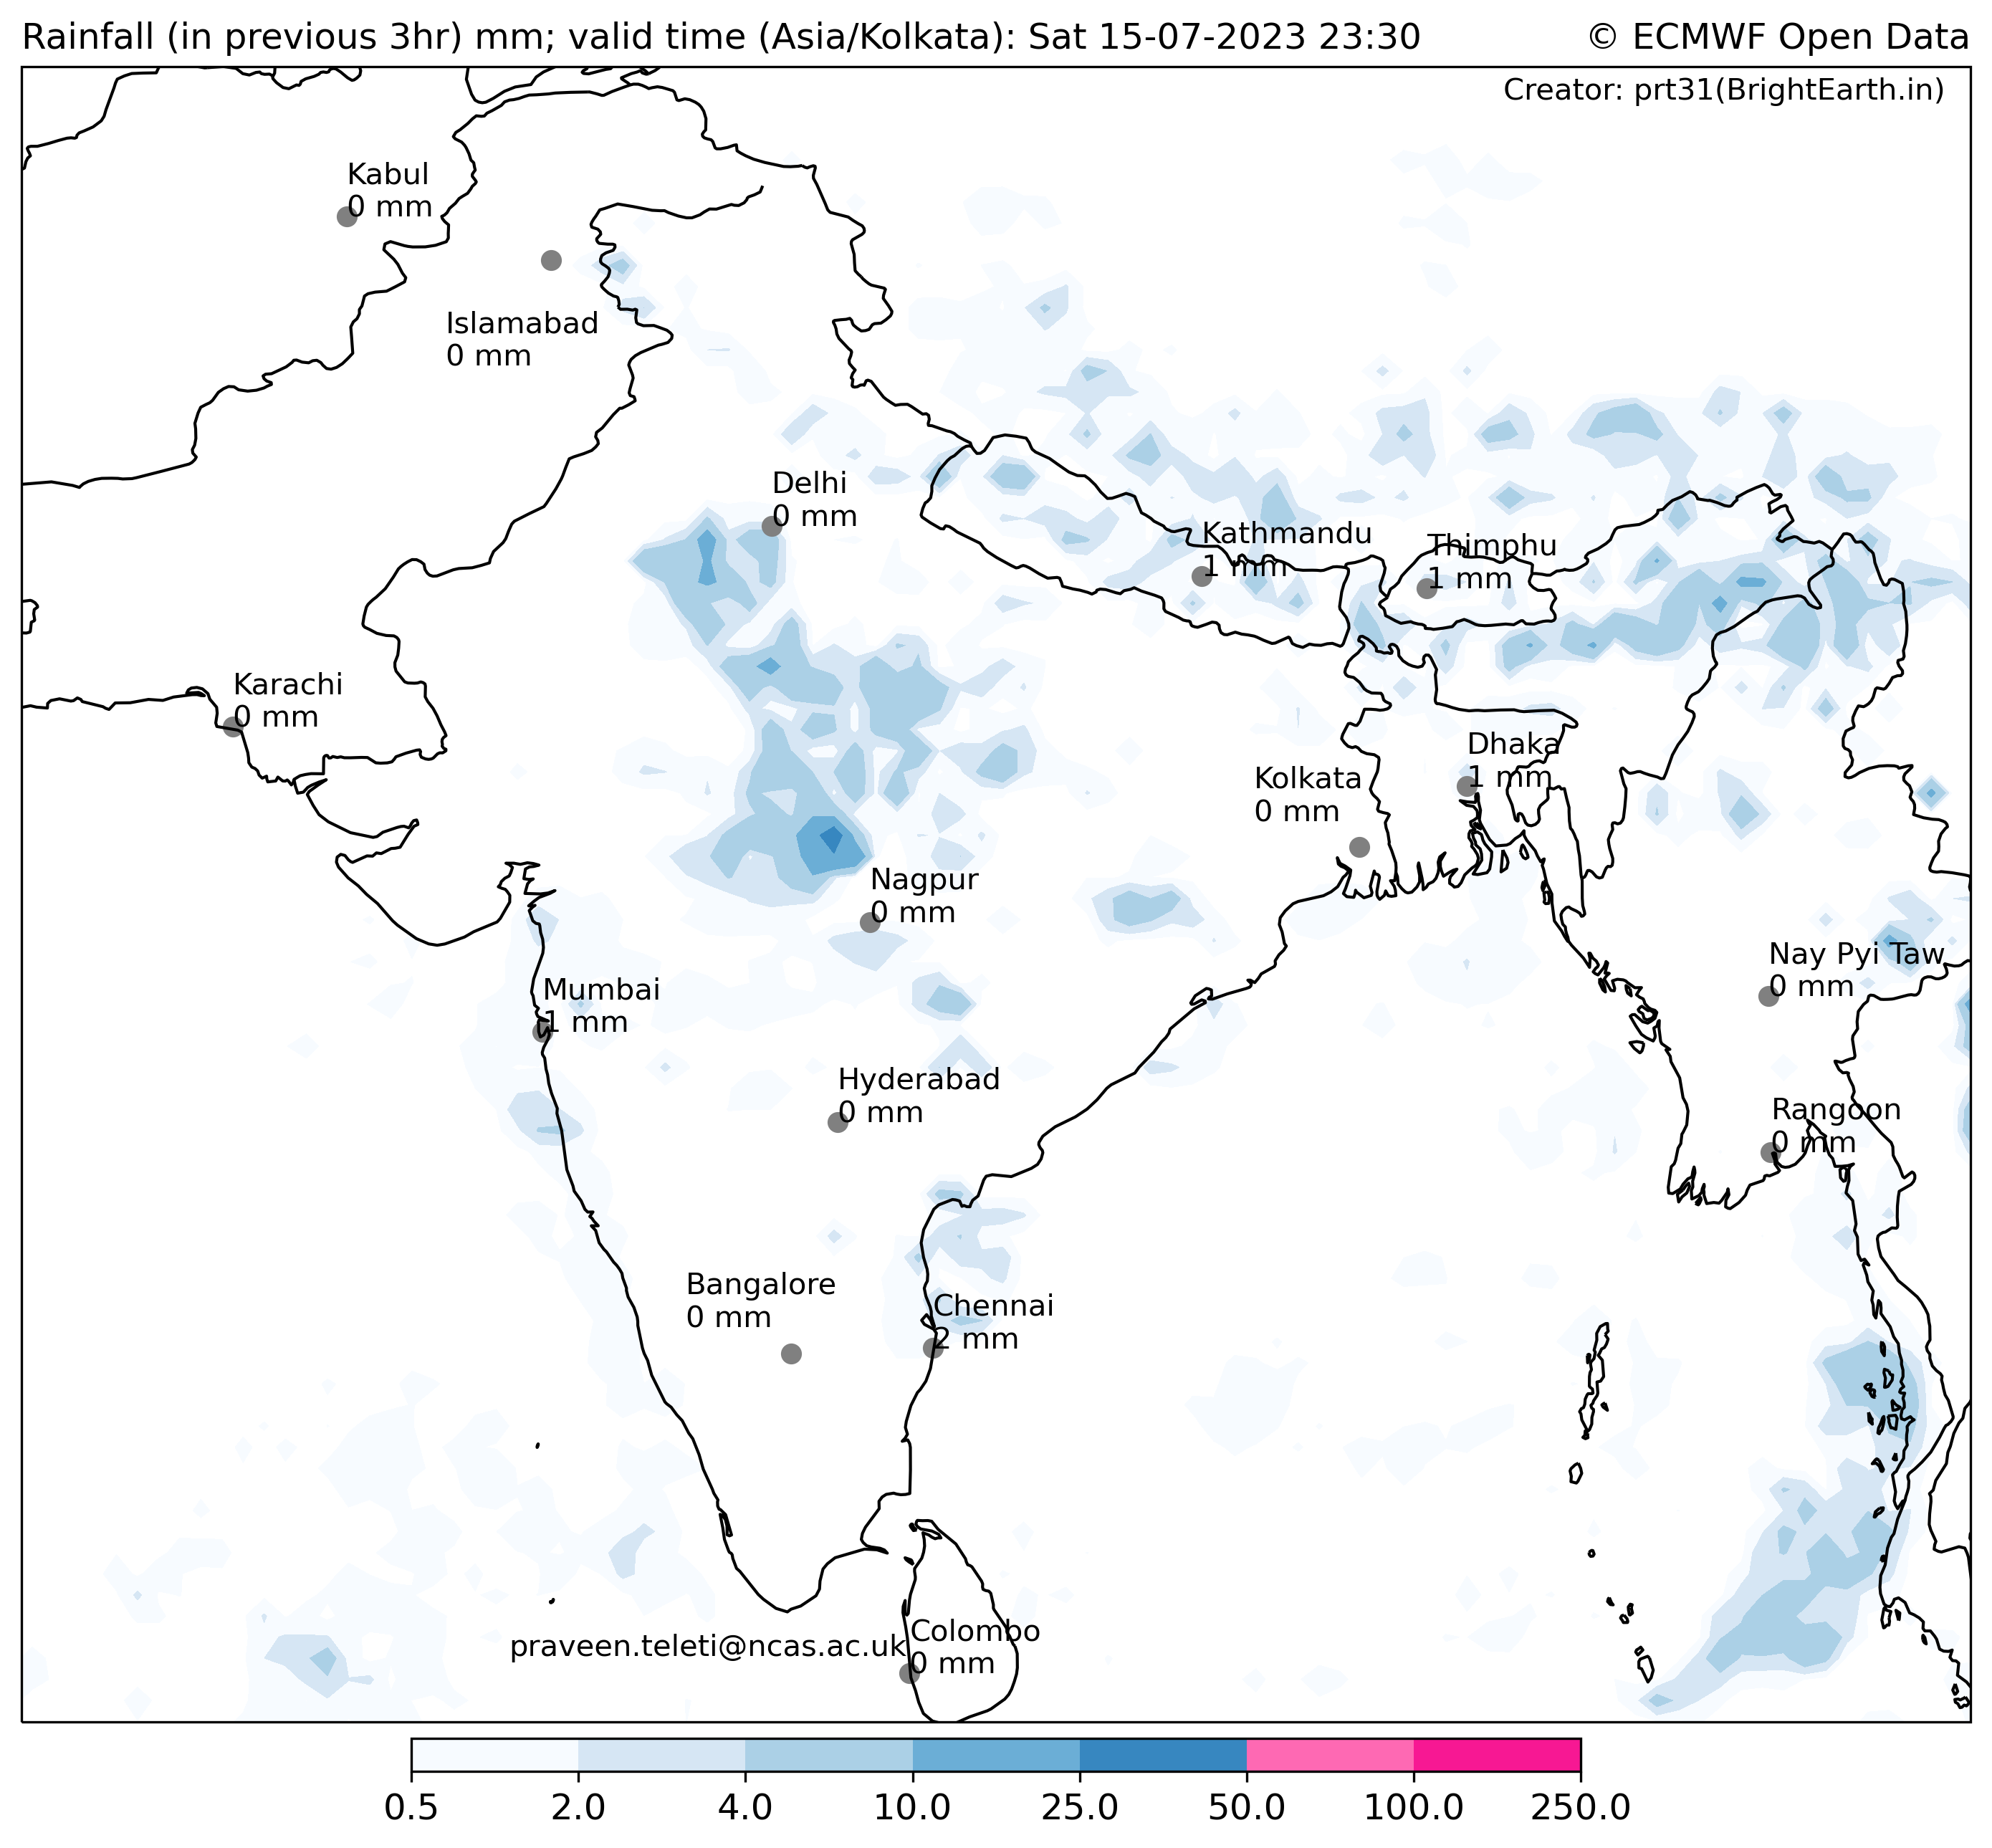 Rainfall (in previous 3hr) mm; valid time (Asia/Kolkata): Sat 15-07-2023 23:30
© ECMWF Open Data
Creator: prt31(BrightEarth.in)
Kabul
0 mm
Islamabad
0 mm
Delhi
0 mm
Kathmandu
1 mm
Thimphu
1 mm
Karachi
0 mm
Dhaka
1 mm
Kolkata
0 mm
Nagpur
0 mm
Nay Pyi Taw
0 mm
Mumbai
1 mm
Hyderabad
0 mm
Rangoon
0 mm
Bangalore
0 mm
Chennai
2 mm
praveen.teleti@ncas.ac.uk
Colombo
0 mm
0.5 2.0 4.0 10.0 25.0 50.0 100.0 250.0